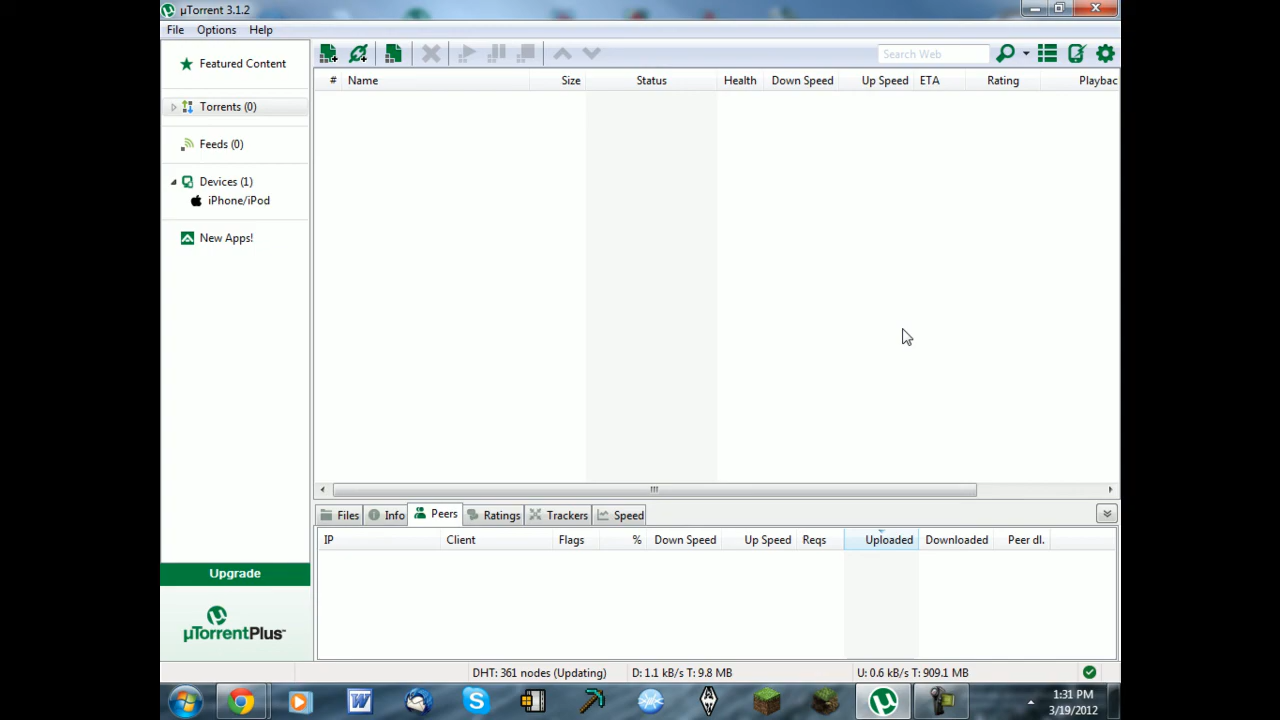 µTorrent 3.1.2
File Options Help
Featured Content
Torrents (0)
Feeds (0)
Devices (1)
iPhone/iPod
New Apps!
Upgrade
µTorrentPlus™
Search Web
# Name Size Status Health Down Speed Up Speed ETA Rating Playbac
Files Info Peers Ratings Trackers Speed
IP Client Flags % Down Speed Up Speed Reqs Uploaded Downloaded Peer dl.
DHT: 361 nodes (Updating) D: 1.1 kB/s T: 9.8 MB U: 0.6 kB/s T: 909.1 MB
1:31 PM
3/19/2012